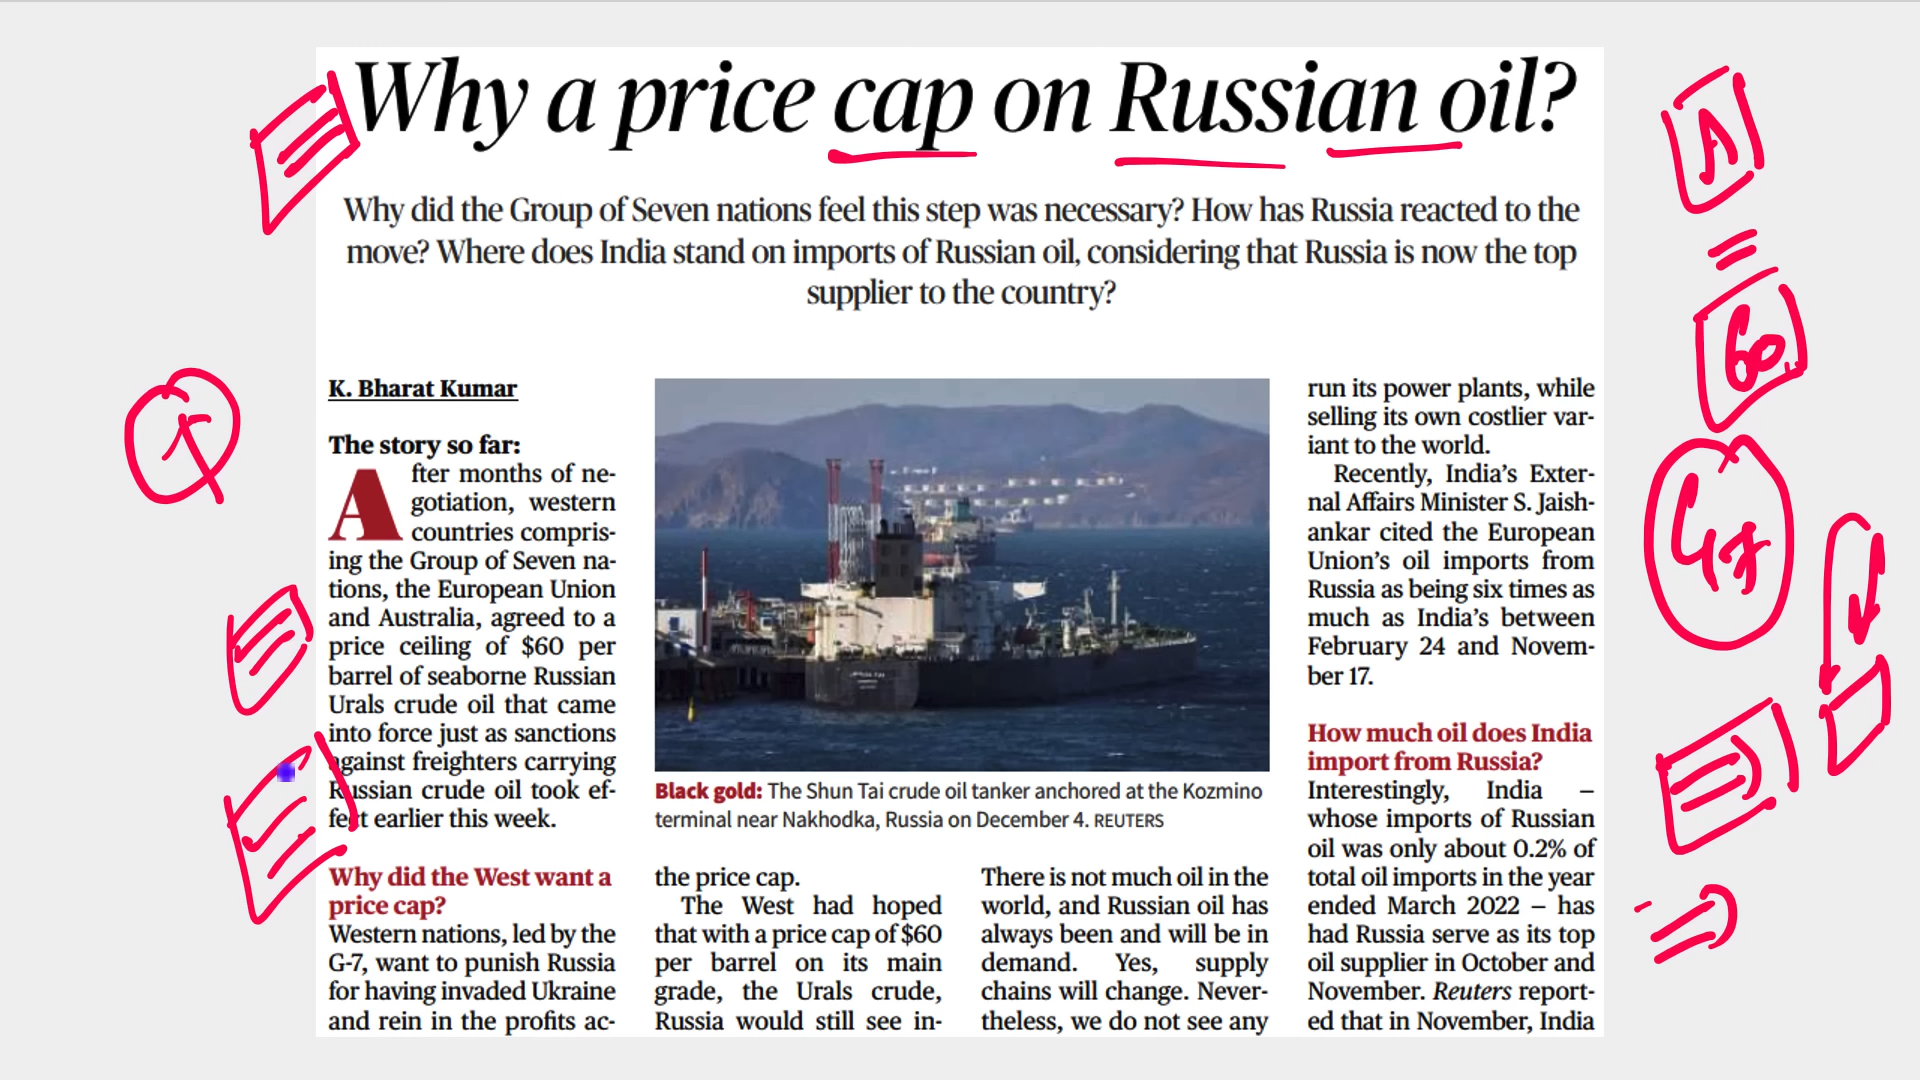 Why a price cap on Russian oil?
Why did the Group of Seven nations feel this step was necessary? How has Russia reacted to the
move? Where does India stand on imports of Russian oil, considering that Russia is now the top
supplier to the country?
K. Bharat Kumar
The story so far:
After months of ne-
gotiation, western
countries compris-
ing the Group of Seven na-
tions, the European Union
and Australia, agreed to a
price ceiling of $60 per
barrel of seaborne Russian
Urals crude oil that came
into force just as sanctions
against freighters carrying
Russian crude oil took ef-
fect earlier this week.
Why did the West want a
price cap?
Western nations, led by the
G-7, want to punish Russia
for having invaded Ukraine
and rein in the profits ac-
Black gold: The Shun Tai crude oil tanker anchored at the Kozmino
terminal near Nakhodka, Russia on December 4. REUTERS
the price cap.
The West had hoped
that with a price cap of $60
per barrel on its main
grade, the Urals crude,
Russia would still see in-
There is not much oil in the
world, and Russian oil has
always been and will be in
demand. Yes, supply
chains will change. Never-
theless, we do not see any
run its power plants, while
selling its own costlier var-
iant to the world.
Recently, India's Exter-
nal Affairs Minister S. Jaish-
ankar cited the European
Union's oil imports from
Russia as being six times as
much as India's between
February 24 and Novem-
ber 17.
How much oil does India
import from Russia?
Interestingly, India –
whose imports of Russian
oil was only about 0.2% of
total oil imports in the year
ended March 2022 – has
had Russia serve as its top
oil supplier in October and
November. Reuters report-
ed that in November, India
60